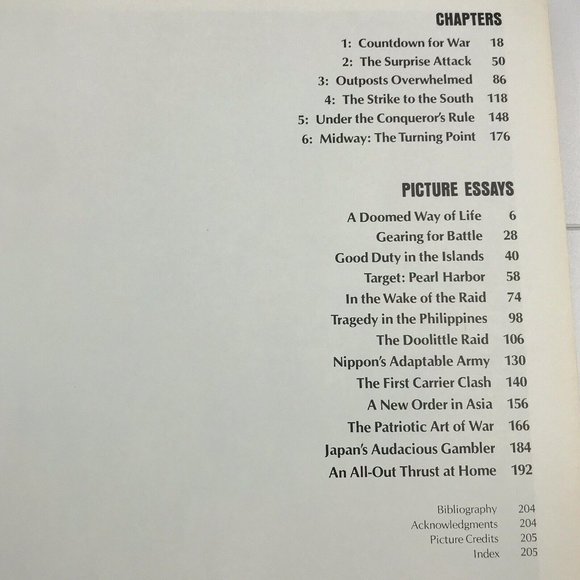 CHAPTERS
1: Countdown for War 18
2: The Surprise Attack 50
3: Outposts Overwhelmed 86
4: The Strike to the South 118
5: Under the Conqueror's Rule 148
6: Midway: The Turning Point 176
PICTURE ESSAYS
A Doomed Way of Life 6
Gearing for Battle 28
Good Duty in the Islands 40
Target: Pearl Harbor 58
In the Wake of the Raid 74
Tragedy in the Philippines 98
The Doolittle Raid 106
Nippon's Adaptable Army 130
The First Carrier Clash 140
A New Order in Asia 156
The Patriotic Art of War 166
Japan's Audacious Gambler 184
An All-Out Thrust at Home 192
Bibliography 204
Acknowledgments 204
Picture Credits 205
Index 205